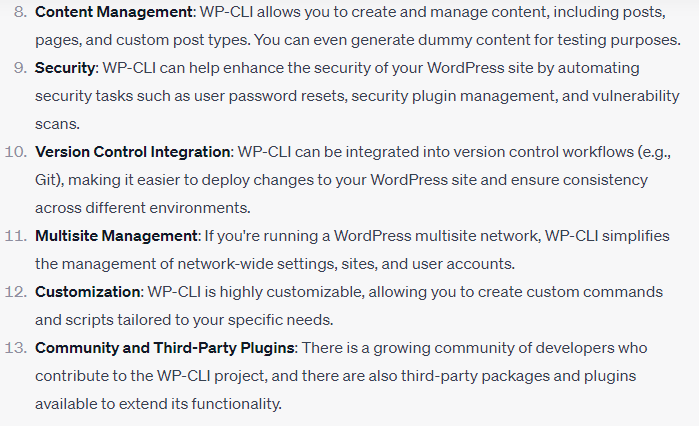 8. Content Management: WP-CLI allows you to create and manage content, including posts,
pages, and custom post types. You can even generate dummy content for testing purposes.
9. Security: WP-CLI can help enhance the security of your WordPress site by automating
security tasks such as user password resets, security plugin management, and vulnerability
scans.
10. Version Control Integration: WP-CLI can be integrated into version control workflows (e.g.,
Git), making it easier to deploy changes to your WordPress site and ensure consistency
across different environments.
11. Multisite Management: If you're running a WordPress multisite network, WP-CLI simplifies
the management of network-wide settings, sites, and user accounts.
12. Customization: WP-CLI is highly customizable, allowing you to create custom commands
and scripts tailored to your specific needs.
13. Community and Third-Party Plugins: There is a growing community of developers who
contribute to the WP-CLI project, and there are also third-party packages and plugins
available to extend its functionality.